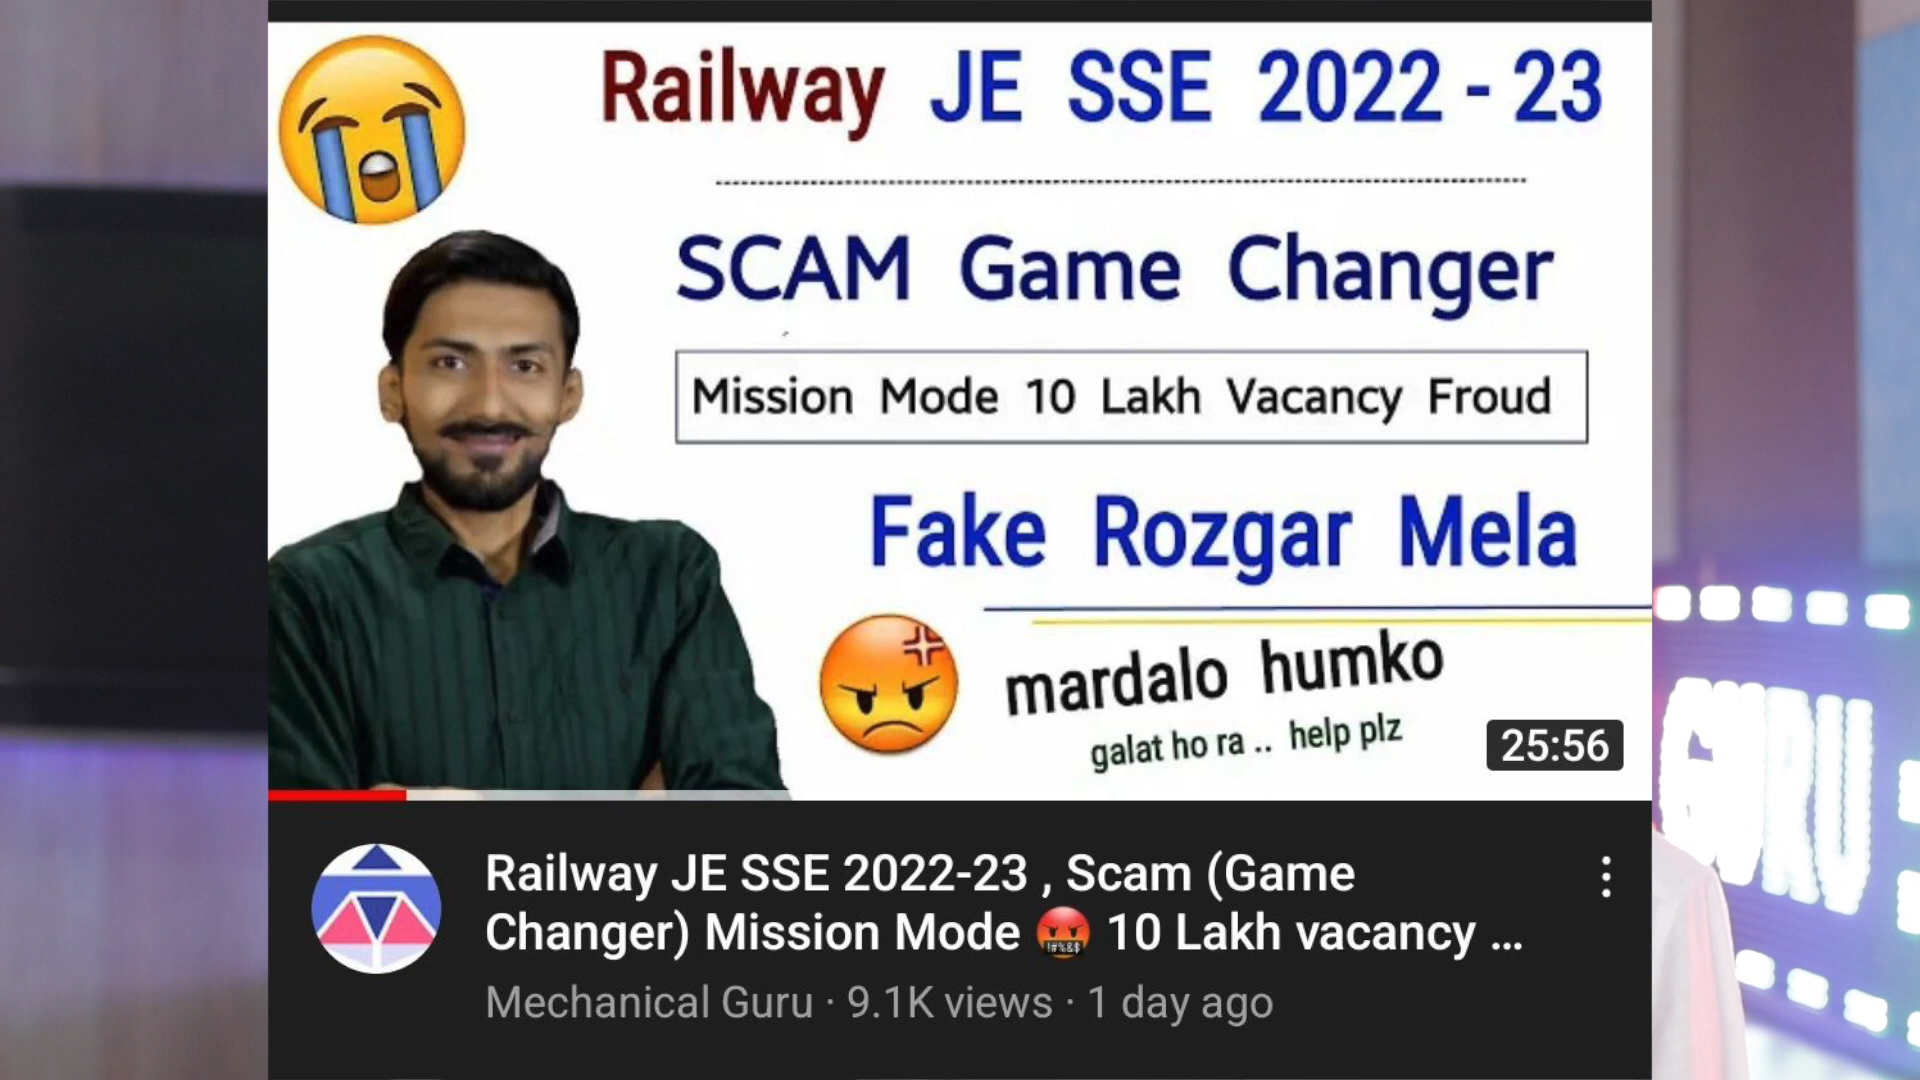 Railway JE SSE 2022 - 23
SCAM Game Changer
Mission Mode 10 Lakh Vacancy Froud
Fake Rozgar Mela
mardalo humko
galat ho ra .. help plz
25:56
Railway JE SSE 2022-23 , Scam (Game
Changer) Mission Mode 🤬 10 Lakh vacancy ...
Mechanical Guru · 9.1K views · 1 day ago
GURU